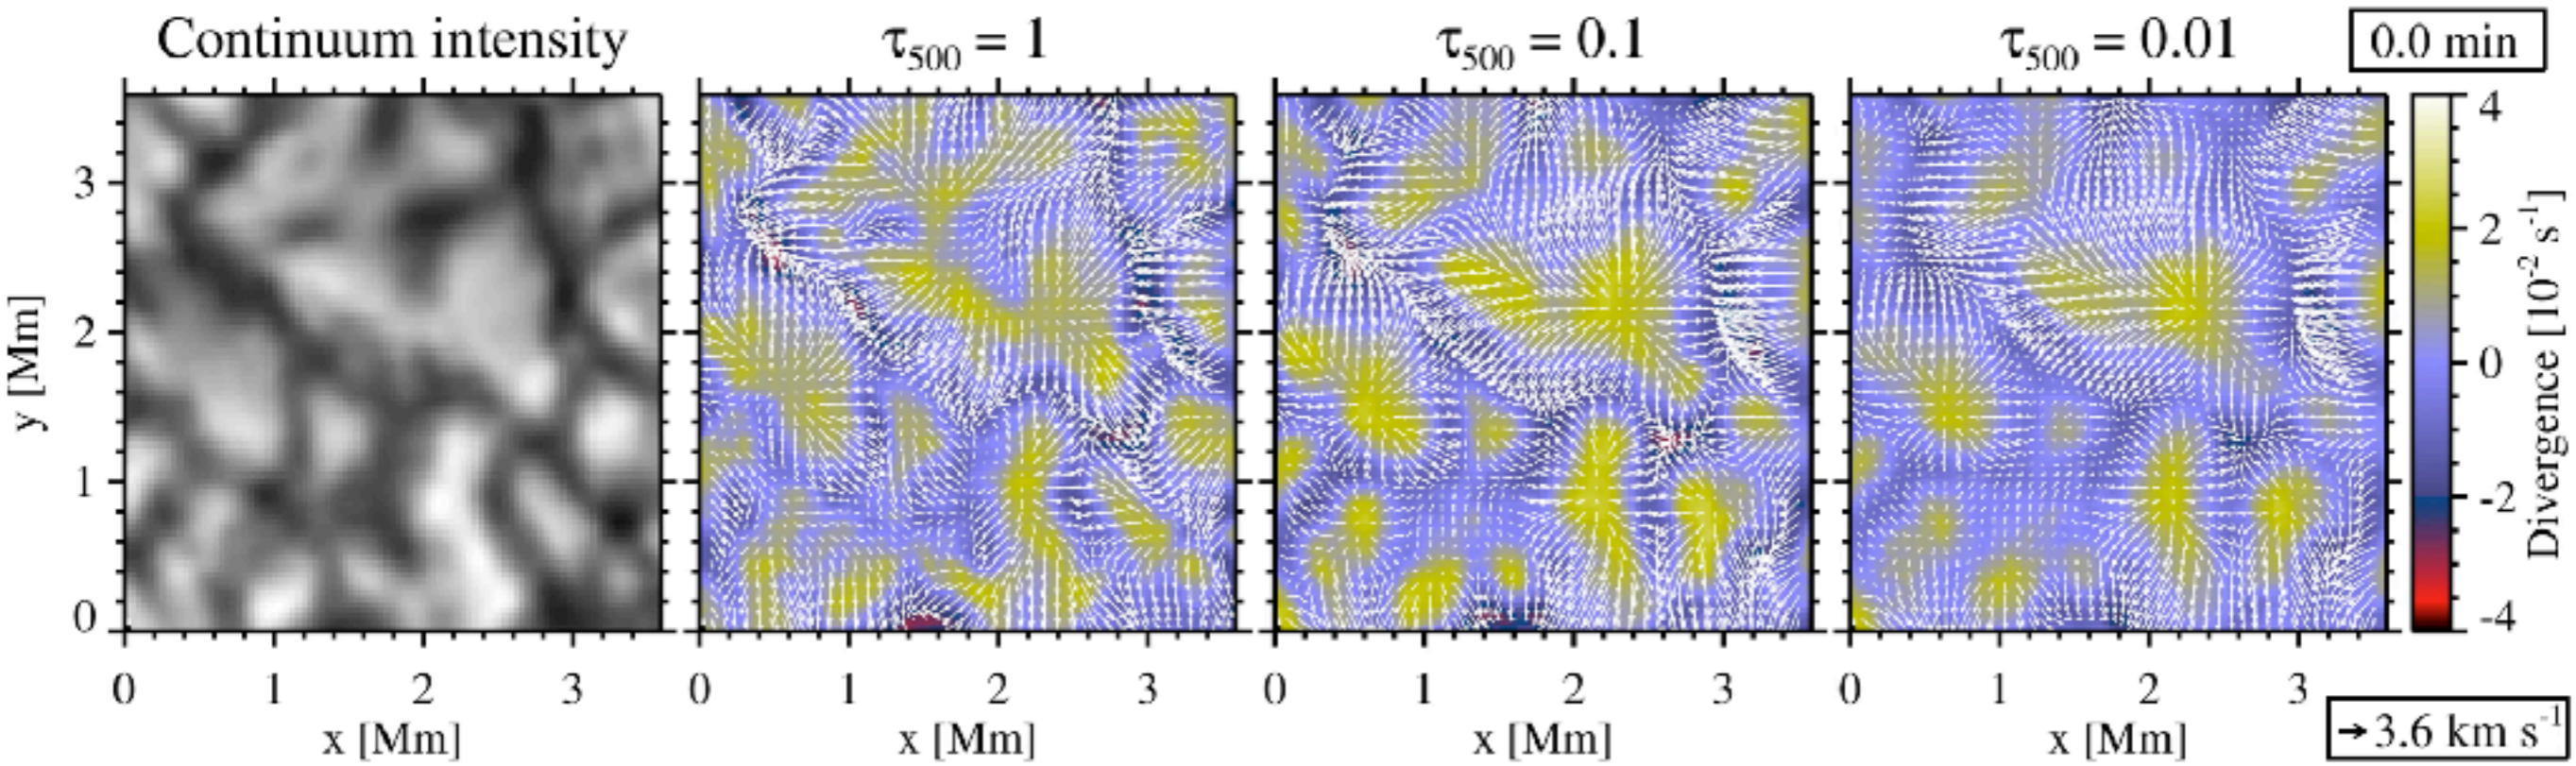 Continuum intensity
τ500 = 1
τ500 = 0.1
τ500 = 0.01
0.0 min
y [Mm]
3
2
1
0
0 1 2 3
x [Mm]
0 1 2 3
x [Mm]
0 1 2 3
x [Mm]
0 1 2 3
x [Mm]
4
2
0
-2
-4
Divergence [10-2 s-1]
→3.6 km s-1